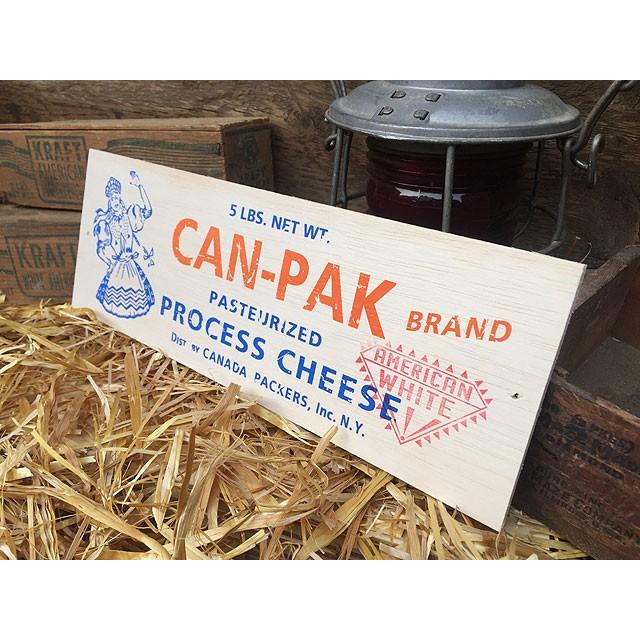 5 LBS. NET WT.
CAN-PAK BRAND
PASTEURIZED
PROCESS CHEESE
DIST BY CANADA PACKERS, INC. N.Y.
AMERICAN
WHITE
KRAFT
AMERICAN
KRAFT